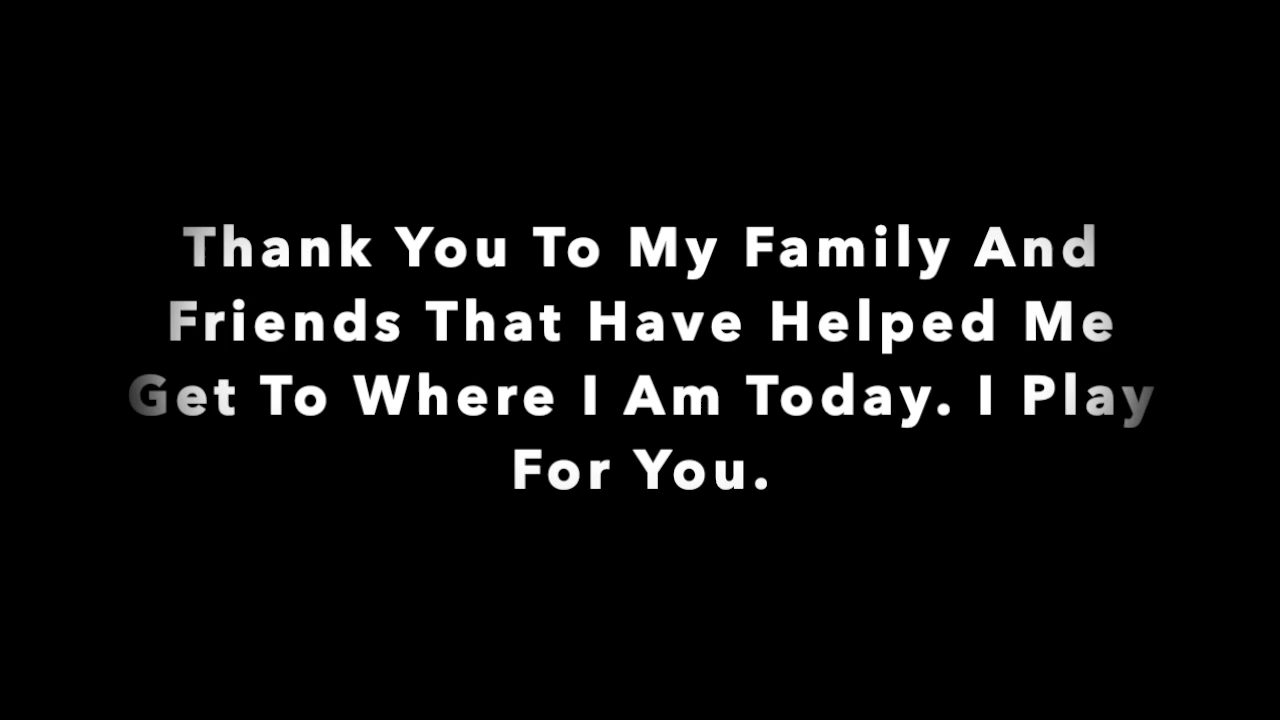 Thank You To My Family And
Friends That Have Helped Me
Get To Where I Am Today. I Play
For You.